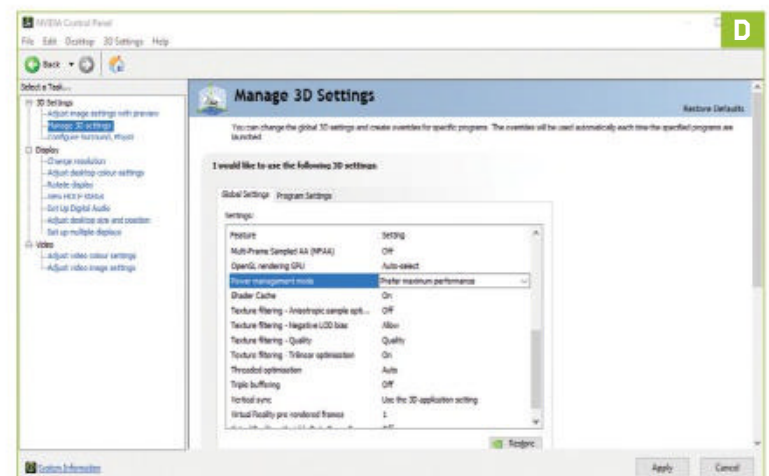 NVIDIA Control Panel
D
File Edit Desktop 3D Settings Help
Back
Select a Task...
3D Settings
Adjust image settings with preview
Manage 3D settings
Configure Surround, PhysX
Display
Change resolution
Adjust desktop colour settings
Rotate display
View HDCP status
Set Up Digital Audio
Adjust desktop size and position
Set up multiple displays
Video
Adjust video colour settings
Adjust video image settings
System Information
Manage 3D Settings
Restore Defaults
You can change the global 3D settings and create overrides for specific programs. The overrides will be used automatically each time the specified programs are
launched.
I would like to use the following 3D settings:
Global Settings Program Settings
Settings:
Feature Setting
Multi-Frame Sampled AA (MFAA) Off
OpenGL rendering GPU Auto-select
Power management mode Prefer maximum performance
Shader Cache On
Texture filtering - Anisotropic sample opti... Off
Texture filtering - Negative LOD bias Allow
Texture filtering - Quality Quality
Texture filtering - Trilinear optimisation On
Threaded optimisation Auto
Triple buffering Off
Vertical sync Use the 3D application setting
Virtual Reality pre-rendered frames 1
Restore
Apply Cancel